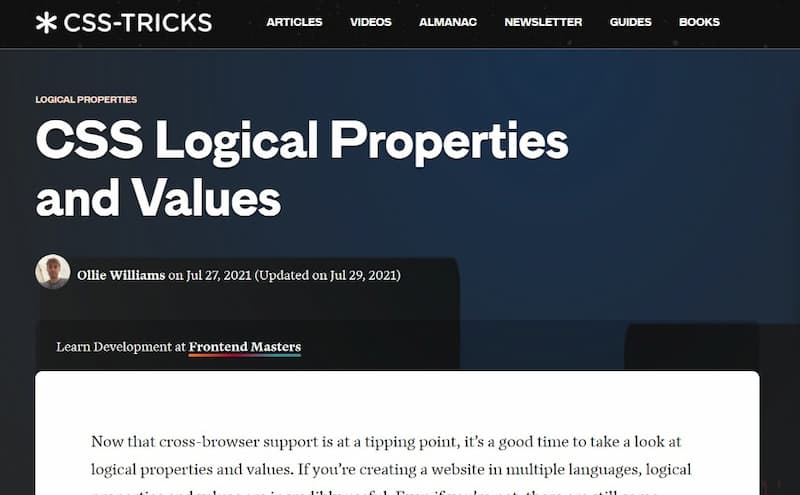 CSS-TRICKS
ARTICLES VIDEOS ALMANAC NEWSLETTER GUIDES BOOKS
LOGICAL PROPERTIES
CSS Logical Properties
and Values
Ollie Williams on Jul 27, 2021 (Updated on Jul 29, 2021)
Learn Development at Frontend Masters
Now that cross-browser support is at a tipping point, it’s a good time to take a look at
logical properties and values. If you’re creating a website in multiple languages, logical